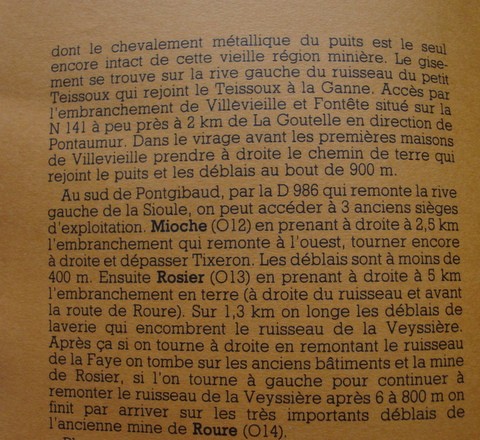 dont le chevalement métallique du puits est le seul
encore intact de cette vieille région minière. Le gise-
ment se trouve sur la rive gauche du ruisseau du petit
Teissoux qui rejoint le Teissoux à la Ganne. Accès par
l'embranchement de Villevieille et Fontête situé sur la
N 141 à peu près à 2 km de La Goutelle en direction de
Pontaumur. Dans le virage avant les premières maisons
de Villevieille prendre à droite le chemin de terre qui
rejoint le puits et les déblais au bout de 900 m.
Au sud de Pontgibaud, par la D 986 qui remonte la rive
gauche de la Sioule, on peut accéder à 3 anciens sièges
d'exploitation. Mioche (O12) en prenant à droite à 2,5 km
l'embranchement qui remonte à l'ouest, tourner encore
à droite et dépasser Tixeron. Les déblais sont à moins de
400 m. Ensuite Rosier (O13) en prenant à droite à 5 km
l'embranchement en terre (à droite du ruisseau et avant
la route de Roure). Sur 1,3 km on longe les déblais de
laverie qui encombrent le ruisseau de la Veyssière.
Après ça si on tourne à droite en remontant le ruisseau
de la Faye on tombe sur les anciens bâtiments et la mine
de Rosier, si l'on tourne à gauche pour continuer à
remonter le ruisseau de la Veyssière après 6 à 800 m on
finit par arriver sur les très importants déblais de
l'ancienne mine de Roure (O14).